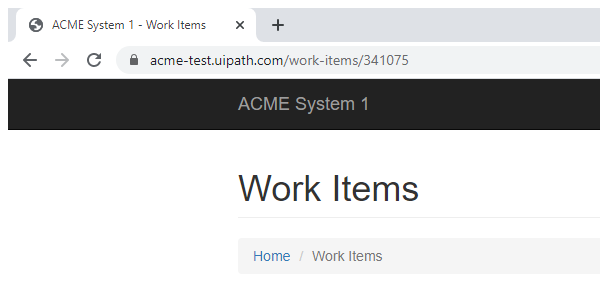 ACME System 1 - Work Items
acme-test.uipath.com/work-items/341075
ACME System 1
Work Items
Home / Work Items